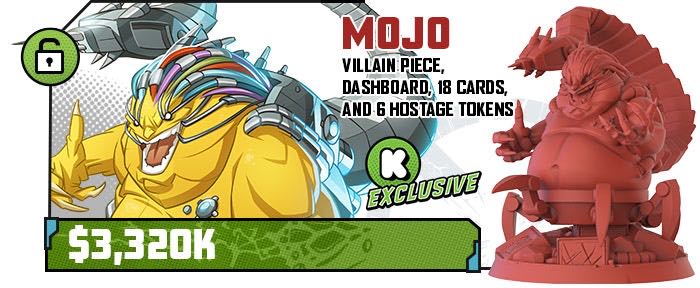 MOJO
VILLAIN PIECE,
DASHBOARD, 18 CARDS,
AND 6 HOSTAGE TOKENS
K
EXCLUSIVE
$3,320K